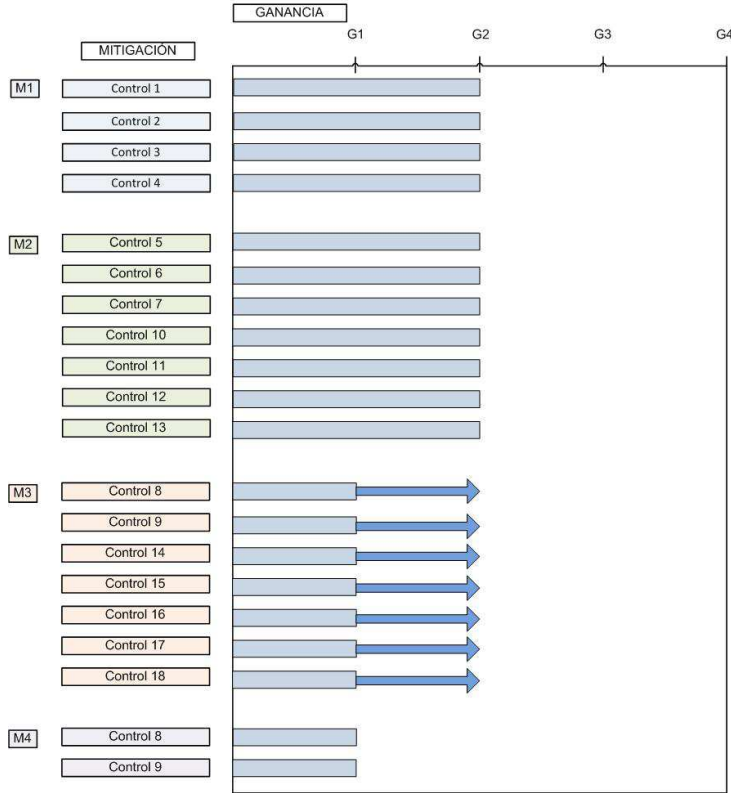 GANANCIA
G1 G2 G3 G4
MITIGACIÓN
M1 Control 1
Control 2
Control 3
Control 4
M2 Control 5
Control 6
Control 7
Control 10
Control 11
Control 12
Control 13
M3 Control 8
Control 9
Control 14
Control 15
Control 16
Control 17
Control 18
M4 Control 8
Control 9